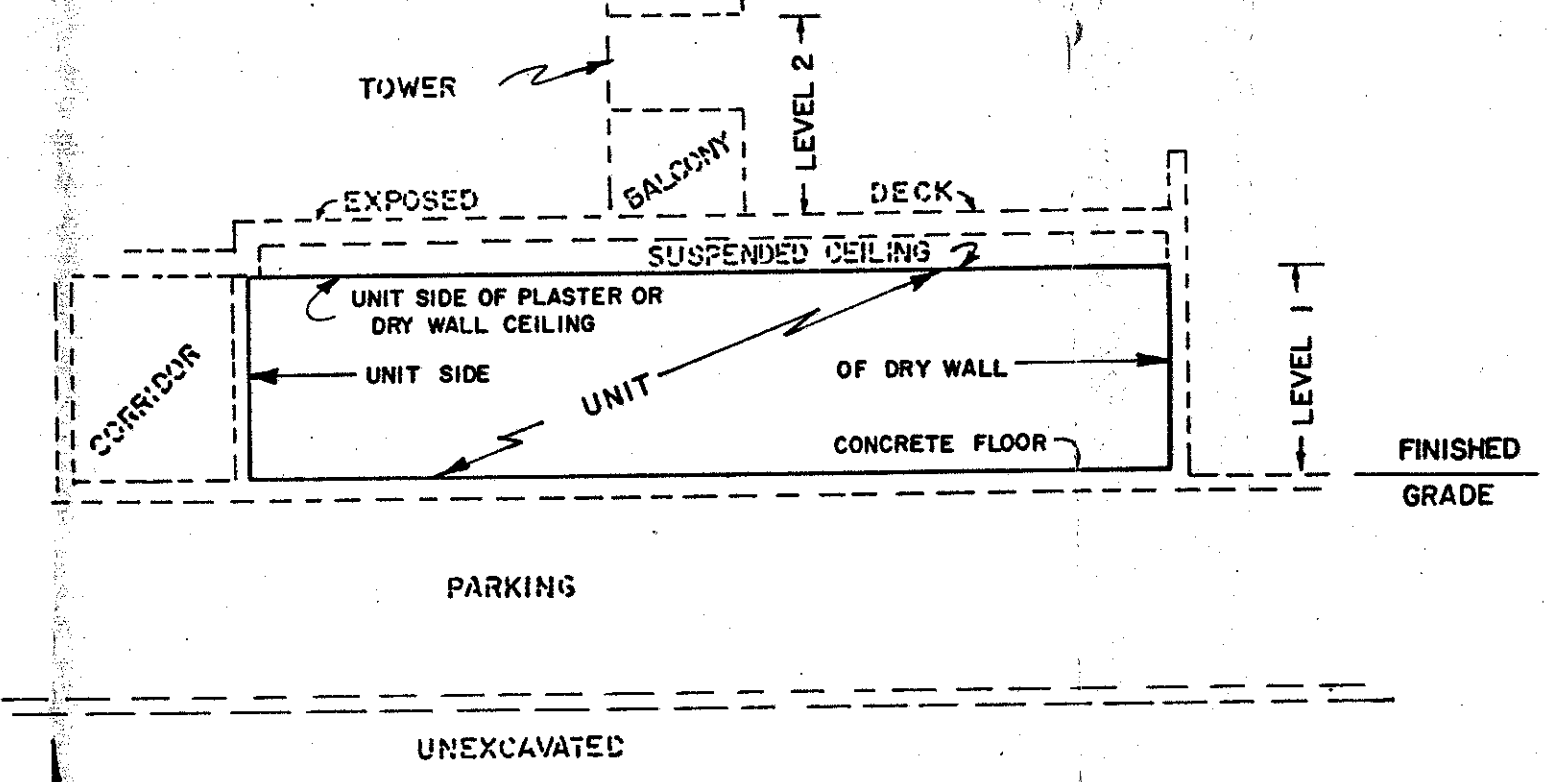 TOWER
LEVEL 2
BALCONY
EXPOSED
DECK
SUSPENDED CEILING
UNIT SIDE OF PLASTER OR
DRY WALL CEILING
CORRIDOR
UNIT SIDE
UNIT
OF DRY WALL
LEVEL 1
CONCRETE FLOOR
FINISHED
GRADE
PARKING
UNEXCAVATED